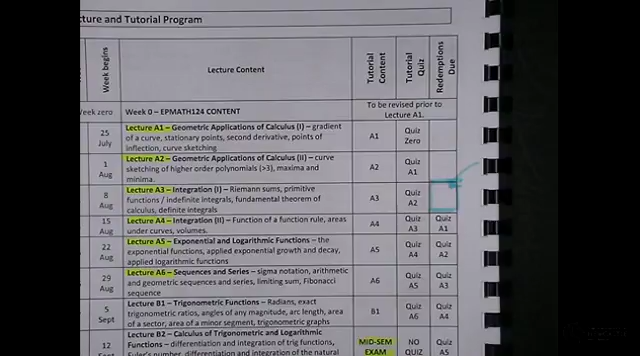 cture and Tutorial Program
Week begins
Lecture Content
Tutorial Content
Tutorial Quiz
Redemptions Due
Week zero
Week 0 – EPMATH124 CONTENT
To be revised prior to
Lecture A1.
25
July
Lecture A1 – Geometric Applications of Calculus (I) – gradient
of a curve, stationary points, second derivative, points of
inflection, curve sketching
A1
Quiz
Zero
1
Aug
Lecture A2 – Geometric Applications of Calculus (II) – curve
sketching of higher order polynomials (>3), maxima and
minima.
A2
Quiz
A1
8
Aug
Lecture A3 – Integration (I) – Riemann sums, primitive
functions / indefinite integrals, fundamental theorem of
calculus, definite integrals
A3
Quiz
A2
15
Aug
Lecture A4 – Integration (II) – Function of a function rule, areas
under curves, volumes.
A4
Quiz
A3
Quiz
A1
22
Aug
Lecture A5 – Exponential and Logarithmic Functions – the
exponential functions, applied exponential growth and decay,
applied logarithmic functions
A5
Quiz
A4
Quiz
A2
29
Aug
Lecture A6 – Sequences and Series – sigma notation, arithmetic
and geometric sequences and series, limiting sum, Fibonacci
sequence
A6
Quiz
A5
Quiz
A3
5
Sept
Lecture B1 – Trigonometric Functions – Radians, exact
trigonometric ratios, angles of any magnitude, arc length, area
of a sector, area of a minor segment, trigonometric graphs
B1
Quiz
A6
Quiz
A4
12
Sept
Lecture B2 – Calculus of Trigonometric and Logarithmic
Functions – differentiation and integration of trig functions,
Euler's number, differentiation and integration of the natural
MID-SEM
EXAM
NO
QUIZ
Quiz
A5